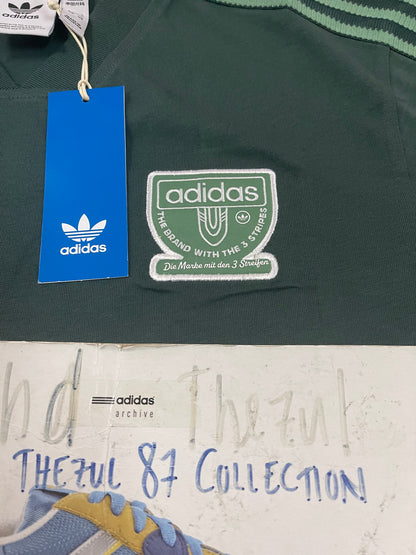 adidas
adidas
adidas
THE BRAND WITH THE 3 STRIPES
Die Marke mit den 3 Streifen
adidas
archive
hd Thezul
THEZUL 87 COLLECTION